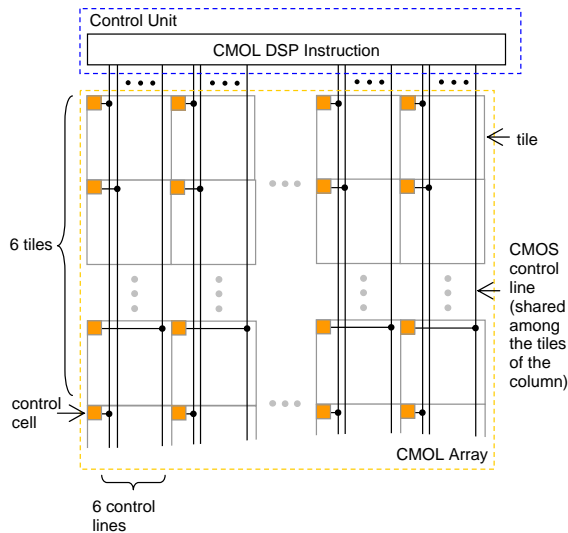 Control Unit
CMOL DSP Instruction
tile
6 tiles
CMOS
control
line
(shared
among
the tiles
of the
column)
control
cell
CMOL Array
6 control
lines